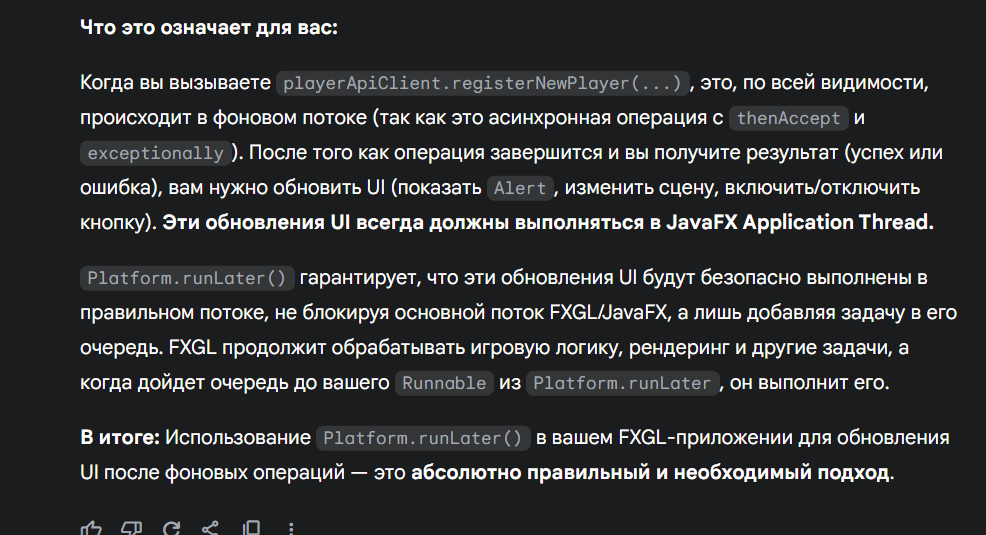 Что это означает для вас:
Когда вы вызываете playerApiClient.registerNewPlayer(...), это, по всей видимости,
происходит в фоновом потоке (так как это асинхронная операция с thenAccept и
exceptionally). После того как операция завершится и вы получите результат (успех или
ошибка), вам нужно обновить UI (показать Alert, изменить сцену, включить/отключить
кнопку). Эти обновления UI всегда должны выполняться в JavaFX Application Thread.
Platform.runLater() гарантирует, что эти обновления UI будут безопасно выполнены в
правильном потоке, не блокируя основной поток FXGL/JavaFX, а лишь добавляя задачу в его
очередь. FXGL продолжит обрабатывать игровую логику, рендеринг и другие задачи, а
когда дойдет очередь до вашего Runnable из Platform.runLater, он выполнит его.
В итоге: Использование Platform.runLater() в вашем FXGL-приложении для обновления
UI после фоновых операций — это абсолютно правильный и необходимый подход.